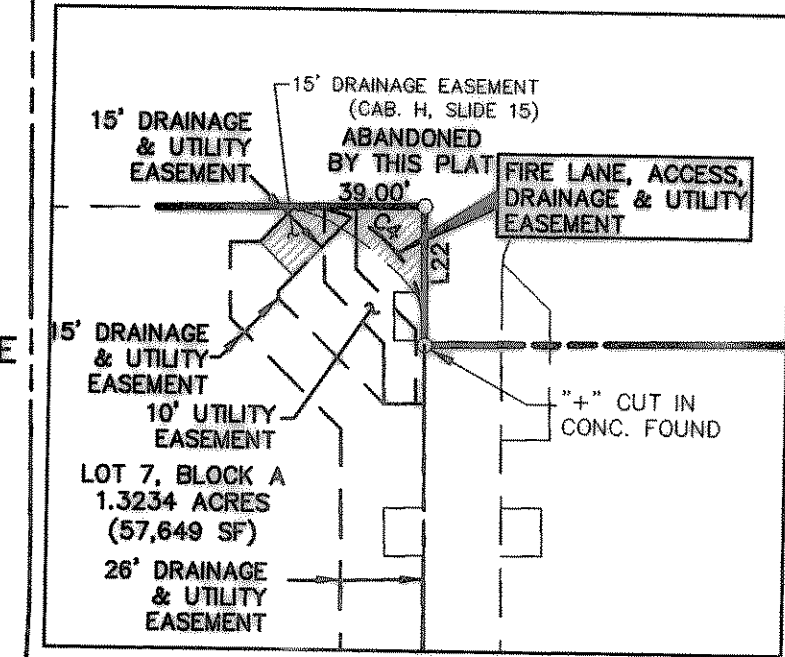 15' DRAINAGE EASEMENT
(CAB. H, SLIDE 15)
ABANDONED
BY THIS PLAT
15' DRAINAGE
& UTILITY
EASEMENT
39.00'
FIRE LANE, ACCESS,
DRAINAGE & UTILITY
EASEMENT
L22
15' DRAINAGE
& UTILITY
EASEMENT
E
10' UTILITY
EASEMENT
"+" CUT IN
CONC. FOUND
LOT 7, BLOCK A
1.3234 ACRES
(57,649 SF)
26' DRAINAGE
& UTILITY
EASEMENT